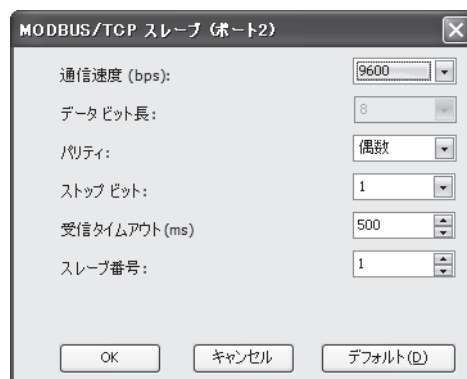 MODBUS/TCP スレーブ (ポート2)
通信速度 (bps): 9600
データ ビット長: 8
パリティ: 偶数
ストップ ビット: 1
受信タイムアウト(ms) 500
スレーブ番号: 1
OK キャンセル デフォルト(D)